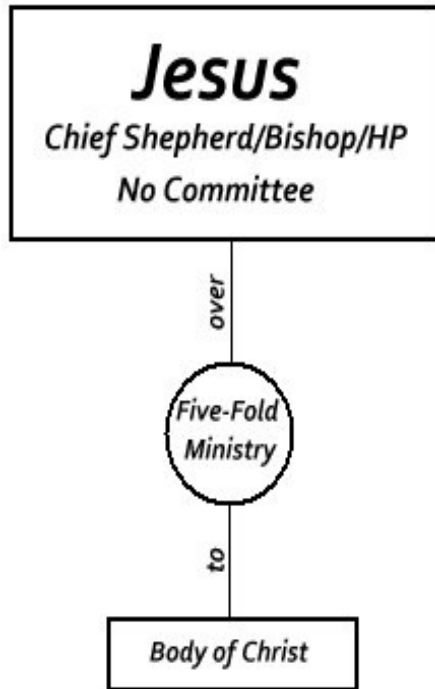 Jesus
Chief Shepherd/Bishop/HP
No Committee
over
Five-Fold
Ministry
to
Body of Christ